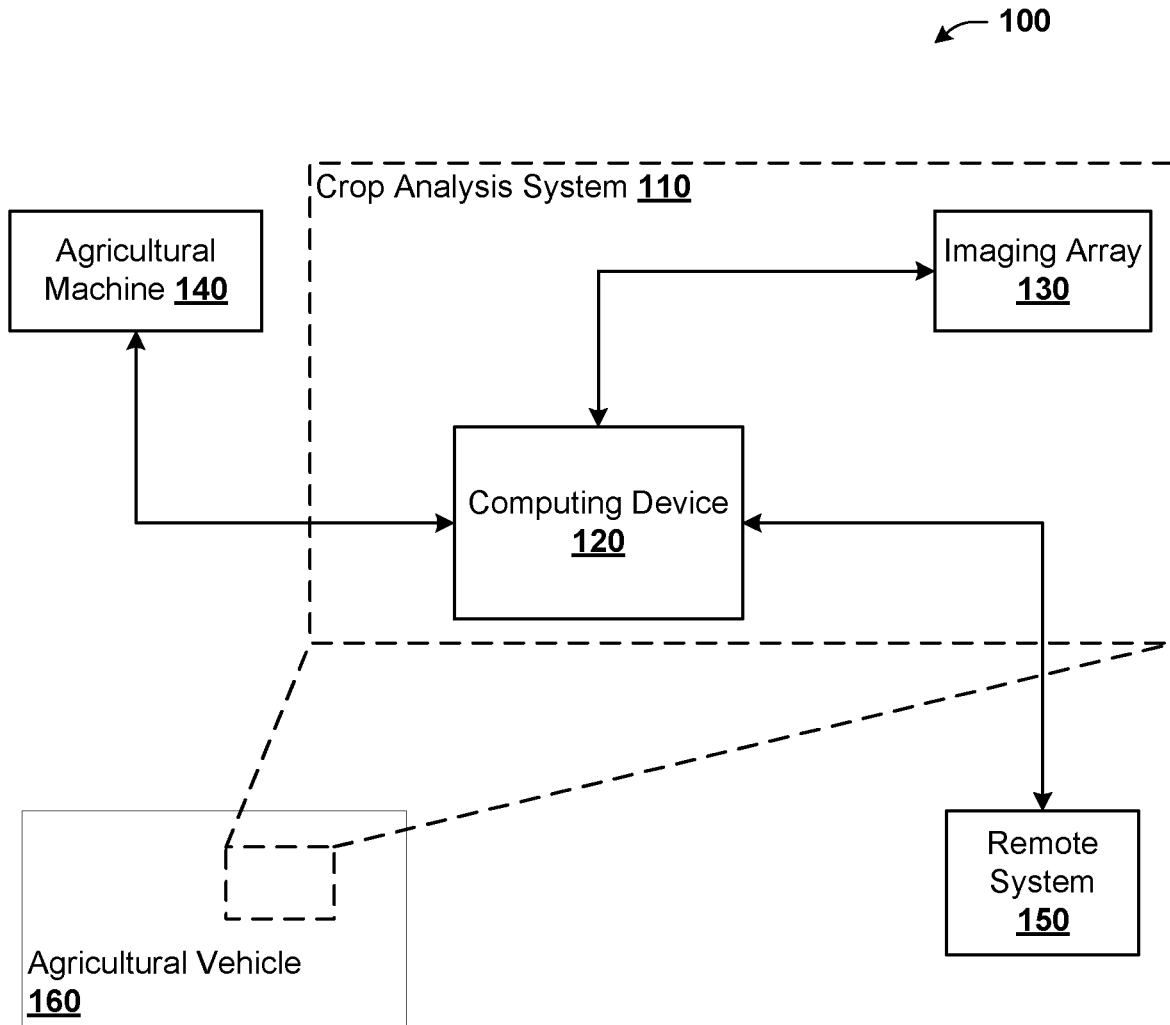 100
Crop Analysis System 110
Agricultural
Machine 140
Imaging Array
130
Computing Device
120
Remote
System
150
Agricultural Vehicle
160